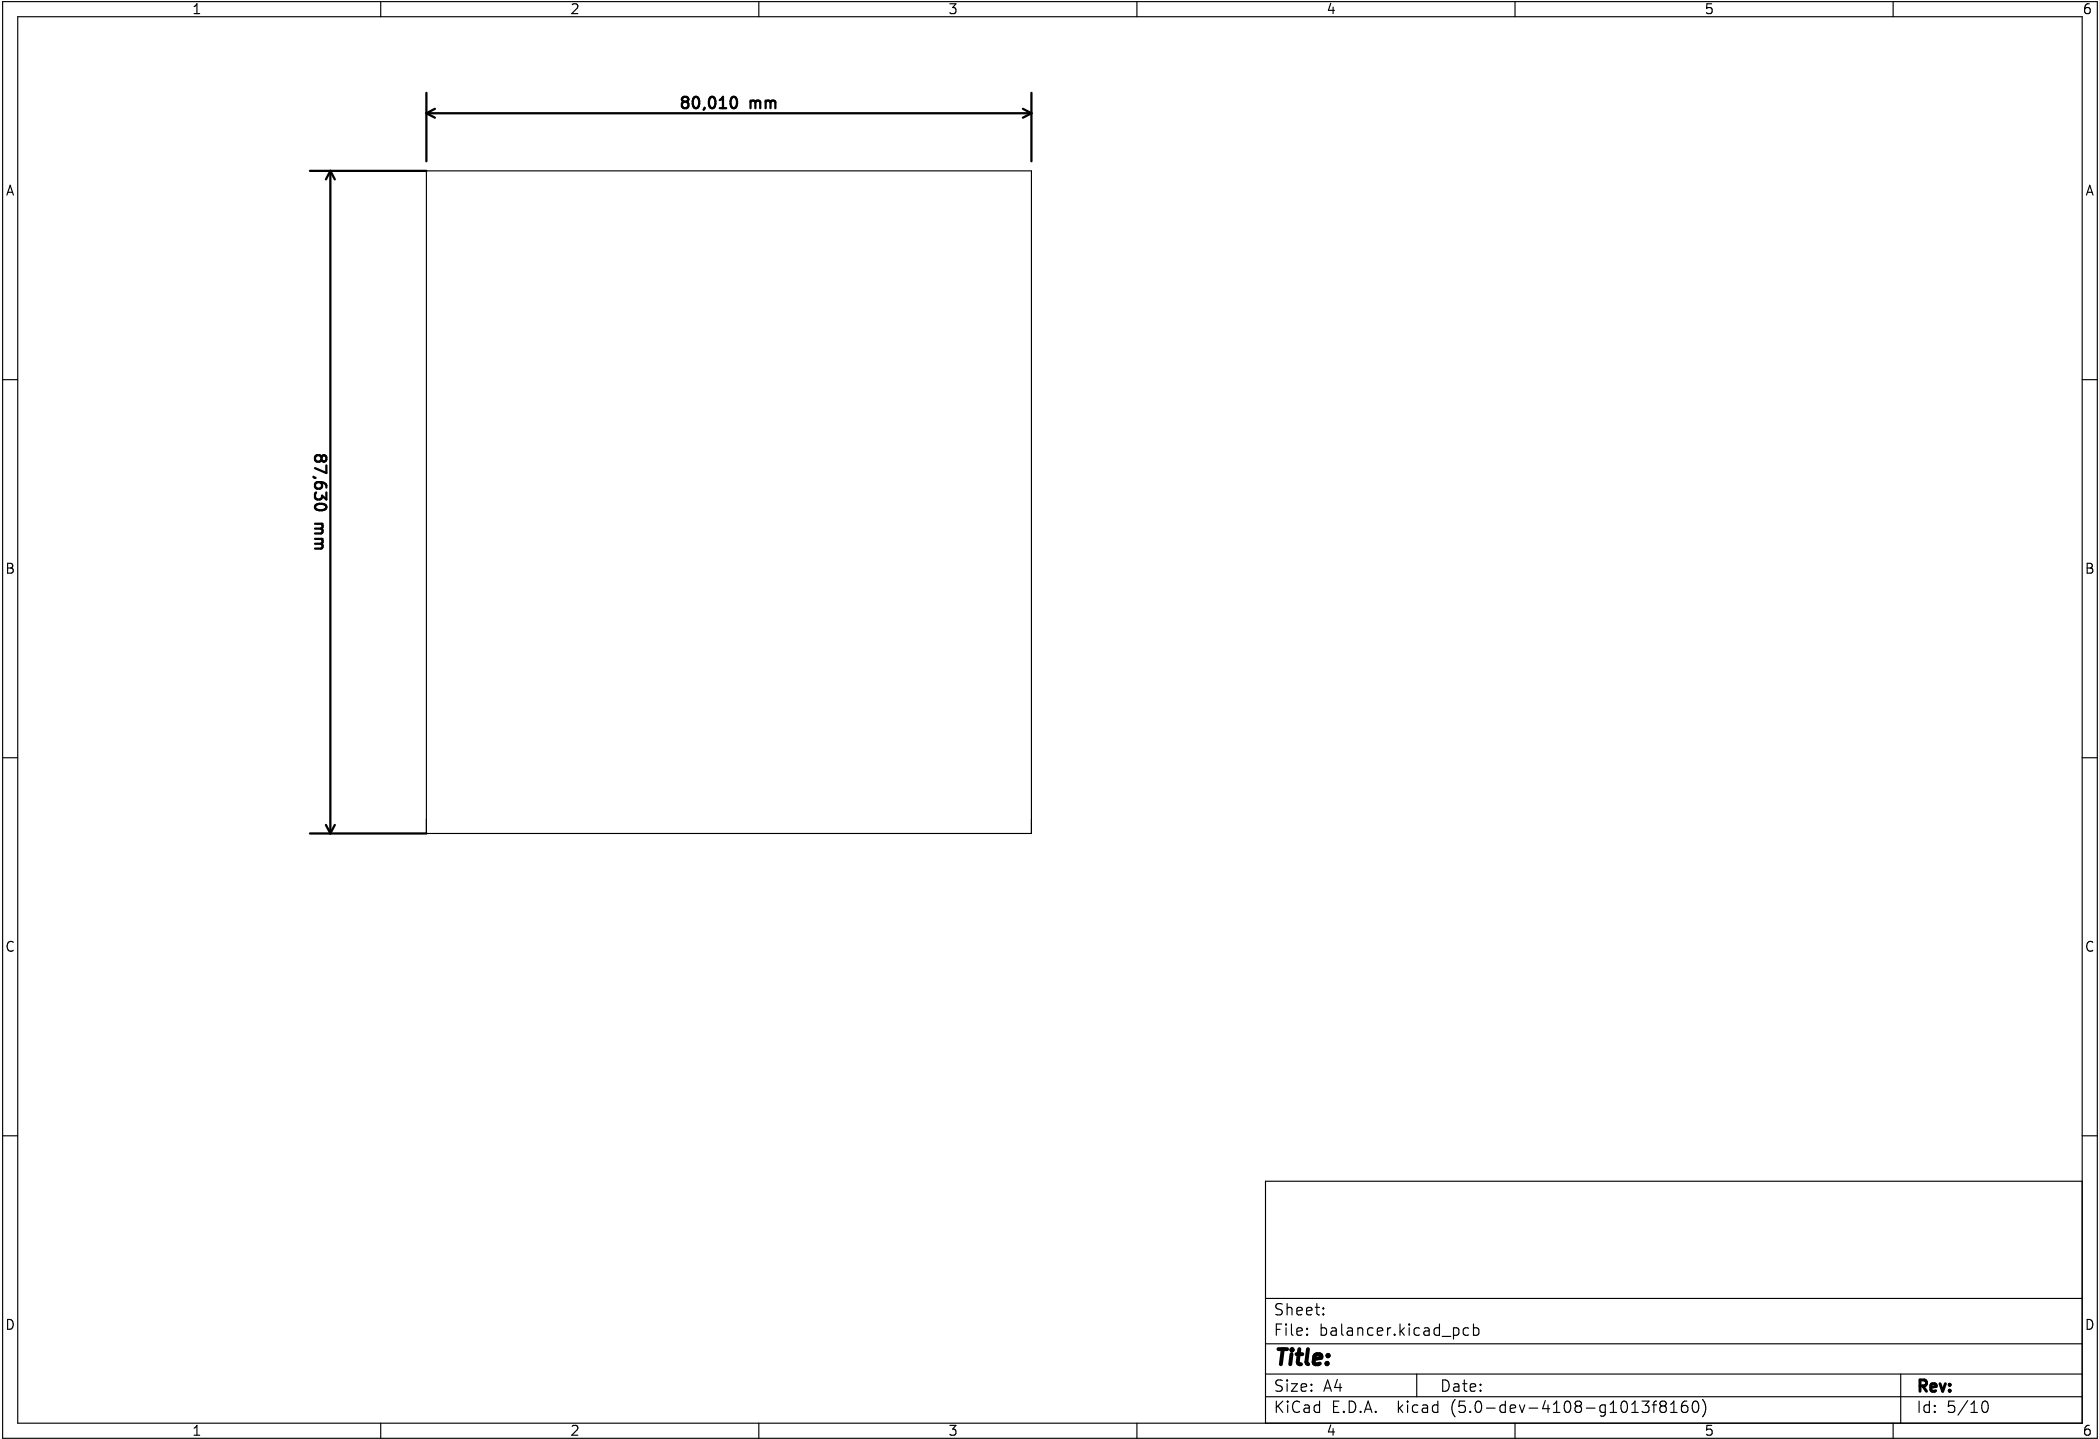 1 2 3 4 5 6
80,010 mm
A A
87,630 mm
B B
C C
Sheet:
File: balancer.kicad_pcb
D D
Title:
Size: A4 Date: Rev:
KiCad E.D.A. kicad (5.0-dev-4108-g1013f8160) Id: 5/10
1 2 3 4 5 6